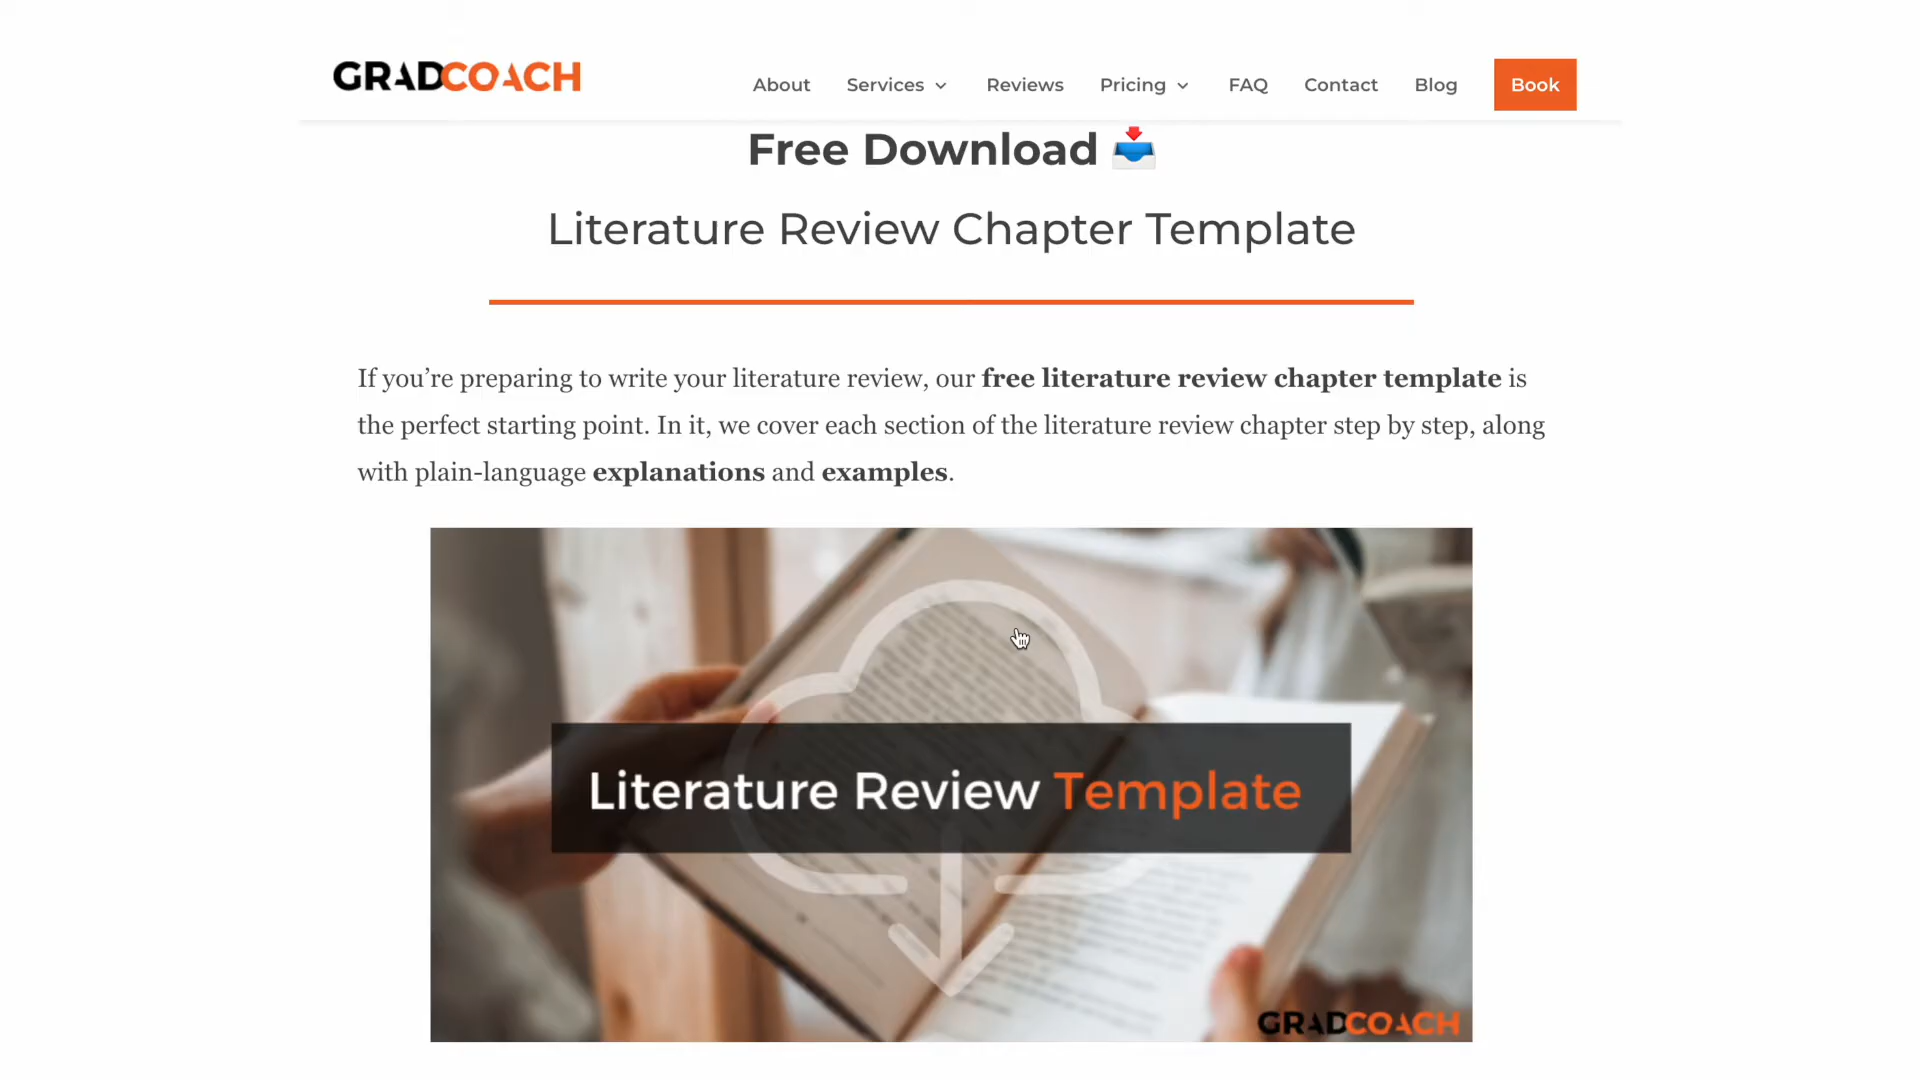 GRADCOACH
About Services Reviews Pricing FAQ Contact Blog Book
Free Download
Literature Review Chapter Template
If you’re preparing to write your literature review, our free literature review chapter template is
the perfect starting point. In it, we cover each section of the literature review chapter step by step, along
with plain-language explanations and examples.
Literature Review Template
GRADCOACH